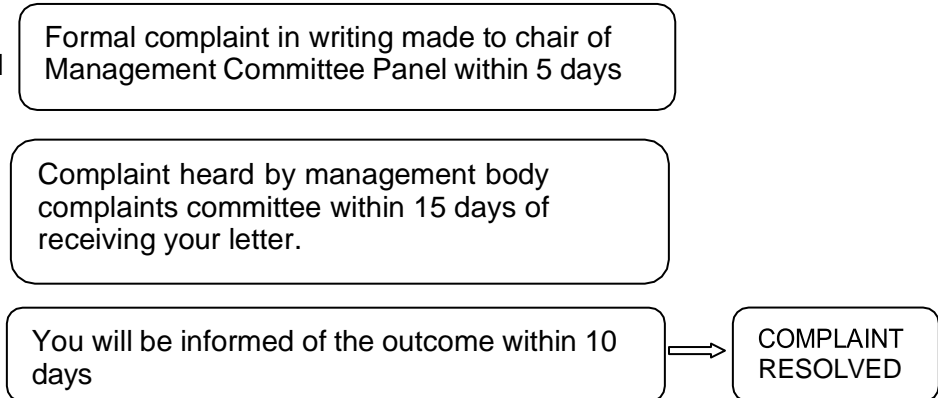 Formal complaint in writing made to chair of
Management Committee Panel within 5 days
Complaint heard by management body
complaints committee within 15 days of
receiving your letter.
You will be informed of the outcome within 10
days
COMPLAINT
RESOLVED